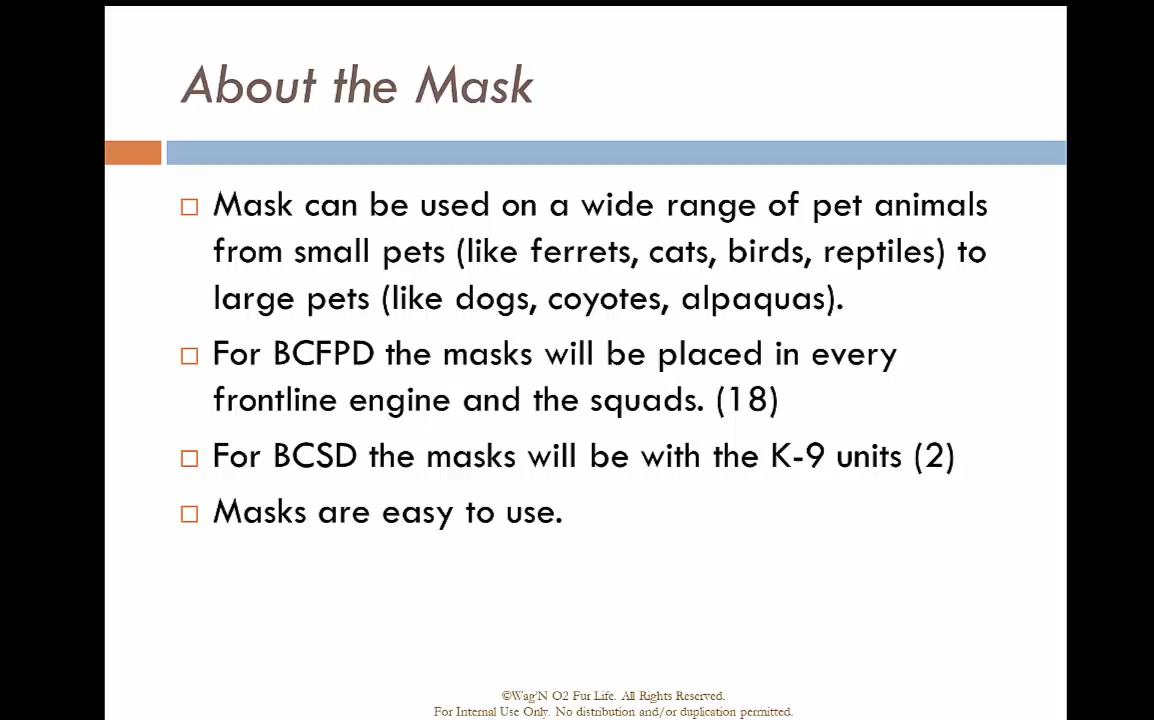 About the Mask
Mask can be used on a wide range of pet animals
from small pets (like ferrets, cats, birds, reptiles) to
large pets (like dogs, coyotes, alpaquas).
For BCFPD the masks will be placed in every
frontline engine and the squads. (18)
For BCSD the masks will be with the K-9 units (2)
Masks are easy to use.
©Wag'N O2 Fur Life. All Rights Reserved.
For Internal Use Only. No distribution and/or duplication permitted.